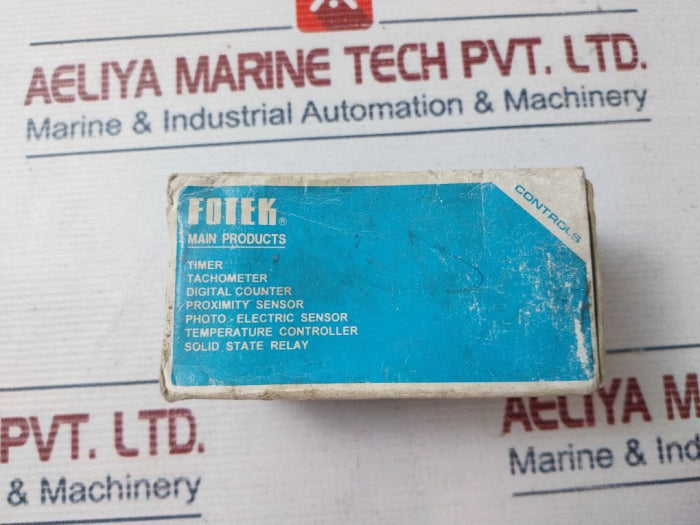 AELIYA MARINE TECH PVT. LTD.
Marine & Industrial Automation & Machinery
FOTEK®
CONTROLS
MAIN PRODUCTS
TIMER
TACHOMETER
DIGITAL COUNTER
PROXIMITY SENSOR
PHOTO - ELECTRIC SENSOR
TEMPERATURE CONTROLLER
SOLID STATE RELAY
PVT. LTD.
& Machinery
AELIYA M
Marine & Ind